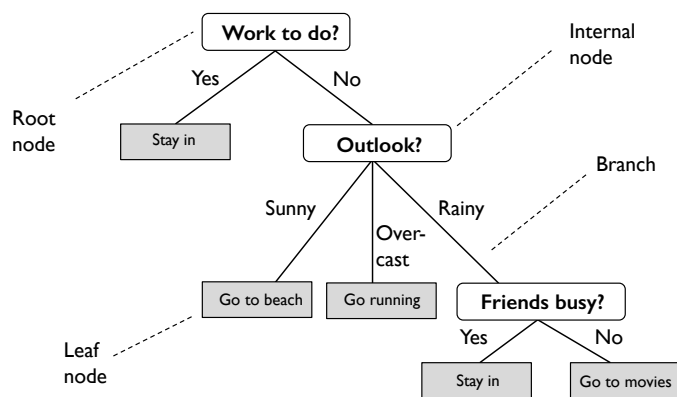 Work to do?
Internal
node
Yes
No
Root
node
Stay in
Outlook?
Branch
Sunny
Over-
cast
Rainy
Go to beach
Go running
Friends busy?
Leaf
node
Yes
No
Stay in
Go to movies